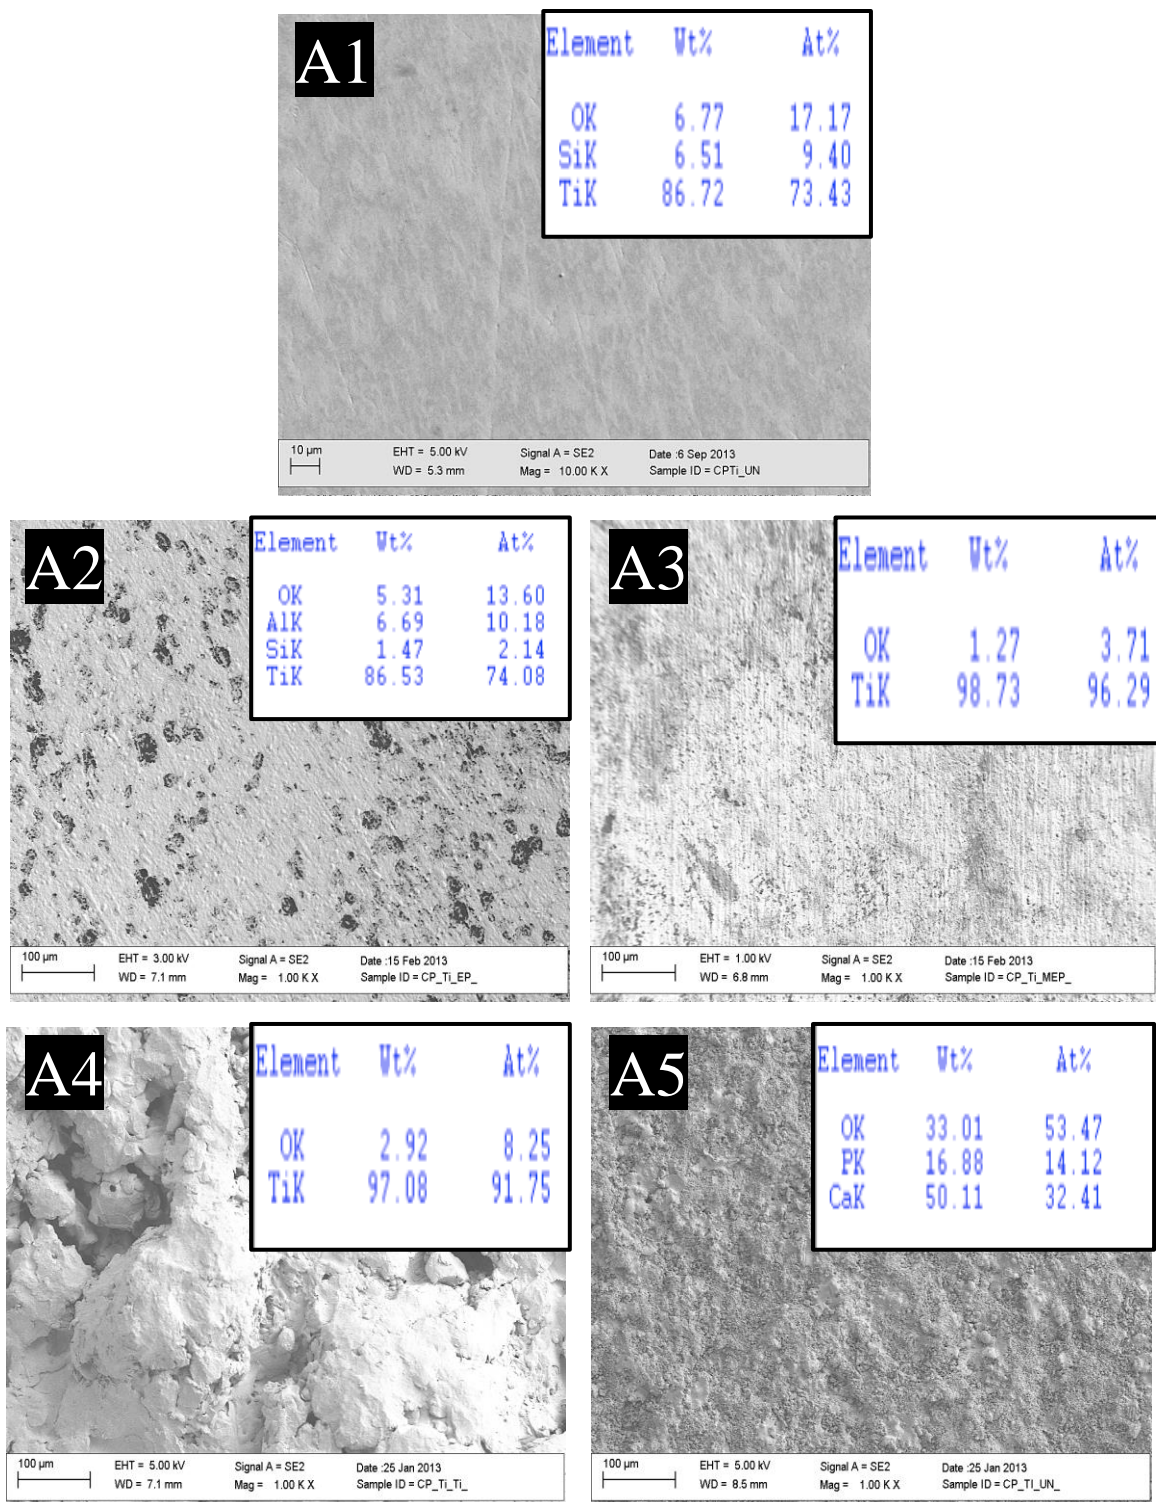 A1
Element Wt% At%
OK 6.77 17.17
SiK 6.51 9.40
TiK 86.72 73.43
10 µm EHT = 5.00 kV Signal A = SE2 Date :6 Sep 2013
WD = 5.3 mm Mag = 10.00 K X Sample ID = CPTi_UN
A2
Element Wt% At%
OK 5.31 13.60
AlK 6.69 10.18
SiK 1.47 2.14
TiK 86.53 74.08
100 µm EHT = 3.00 kV Signal A = SE2 Date :15 Feb 2013
WD = 7.1 mm Mag = 1.00 K X Sample ID = CP_Ti_EP_
A3
Element Wt% At%
OK 1.27 3.71
TiK 98.73 96.29
100 µm EHT = 1.00 kV Signal A = SE2 Date :15 Feb 2013
WD = 6.8 mm Mag = 1.00 K X Sample ID = CP_Ti_MEP_
A4
Element Wt% At%
OK 2.92 8.25
TiK 97.08 91.75
100 µm EHT = 5.00 kV Signal A = SE2 Date :25 Jan 2013
WD = 7.1 mm Mag = 1.00 K X Sample ID = CP_Ti_Ti_
A5
Element Wt% At%
OK 33.01 53.47
PK 16.88 14.12
CaK 50.11 32.41
100 µm EHT = 5.00 kV Signal A = SE2 Date :25 Jan 2013
WD = 8.5 mm Mag = 1.00 K X Sample ID = CP_TI_UN_